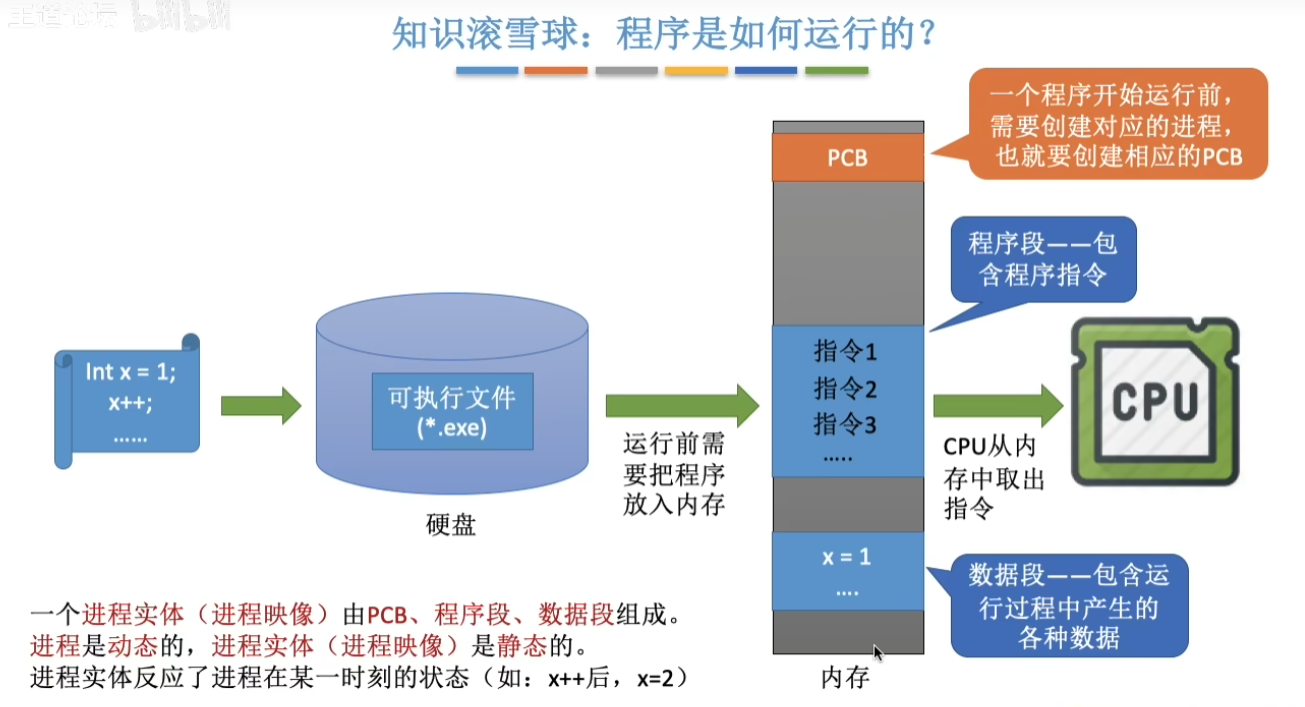 王道论坛 bilibili
知识滚雪球：程序是如何运行的？
一个程序开始运行前，
需要创建对应的进程，
也就要创建相应的PCB
PCB
程序段——包
含程序指令
Int x = 1;
x++;
……
可执行文件
(*.exe)
硬盘
运行前需
要把程序
放入内存
指令1
指令2
指令3
…..
CPU从内
存中取出
指令
CPU
x = 1
….
数据段——包含运
行过程中产生的
各种数据
内存
一个进程实体（进程映像）由PCB、程序段、数据段组成。
进程是动态的，进程实体（进程映像）是静态的。
进程实体反应了进程在某一时刻的状态（如：x++后，x=2）